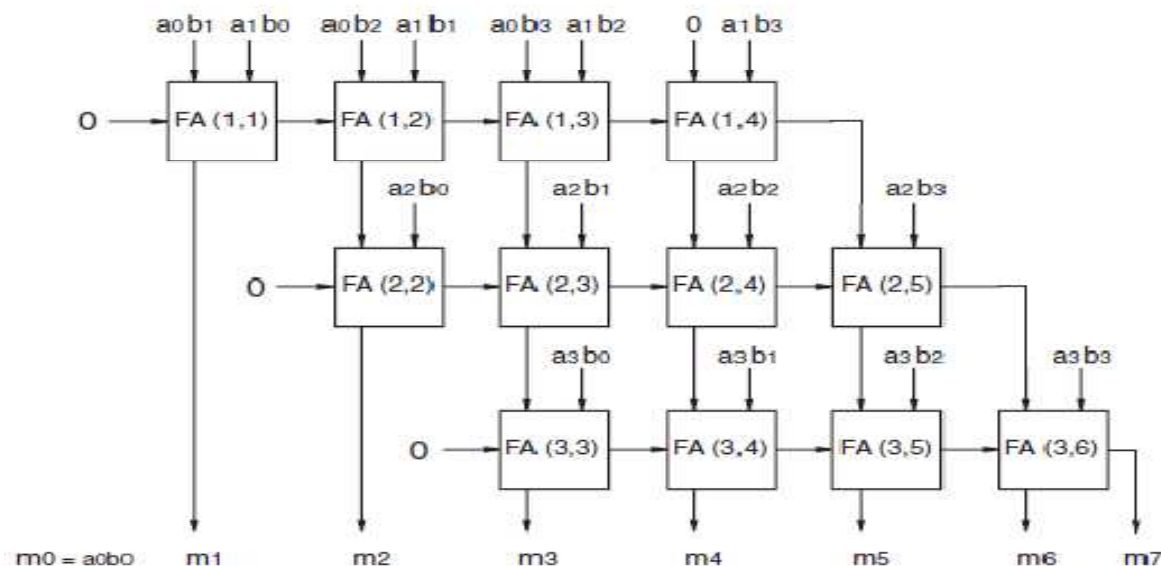 a0b1 a1b0 a0b2 a1b1 a0b3 a1b2 0 a1b3
0 FA (1,1) FA (1,2) FA (1,3) FA (1,4)
a2b0 a2b1 a2b2 a2b3
0 FA (2,2) FA (2,3) FA (2,4) FA (2,5)
a3b0 a3b1 a3b2 a3b3
0 FA (3,3) FA (3,4) FA (3,5) FA (3,6)
m0 = a0b0 m1 m2 m3 m4 m5 m6 m7